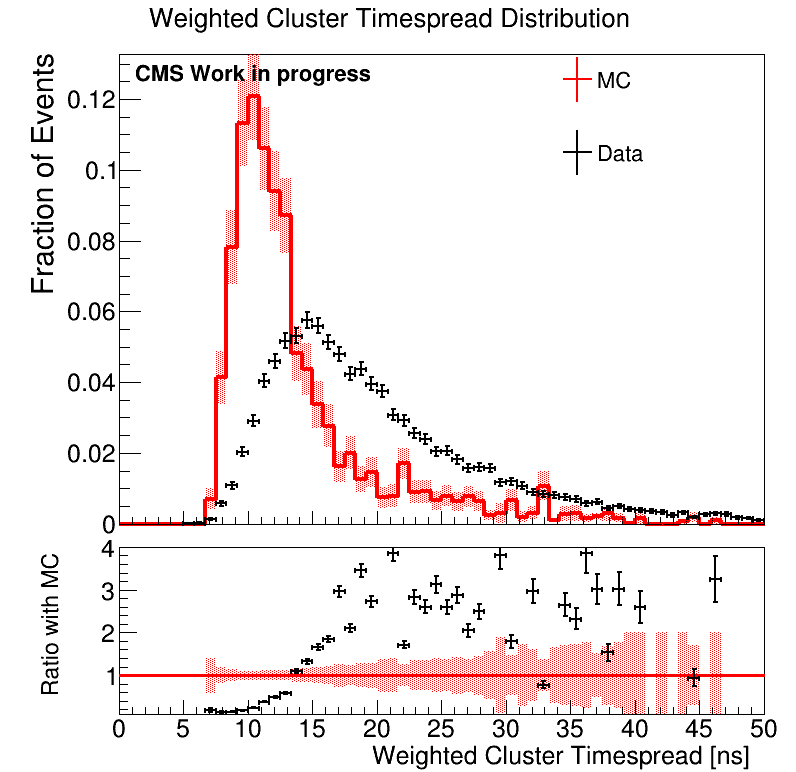 Weighted Cluster Timespread Distribution
CMS Work in progress
MC
Data
Fraction of Events
0.12
0.1
0.08
0.06
0.04
0.02
0
Ratio with MC
4
3
2
1
0 5 10 15 20 25 30 35 40 45 50
Weighted Cluster Timespread [ns]